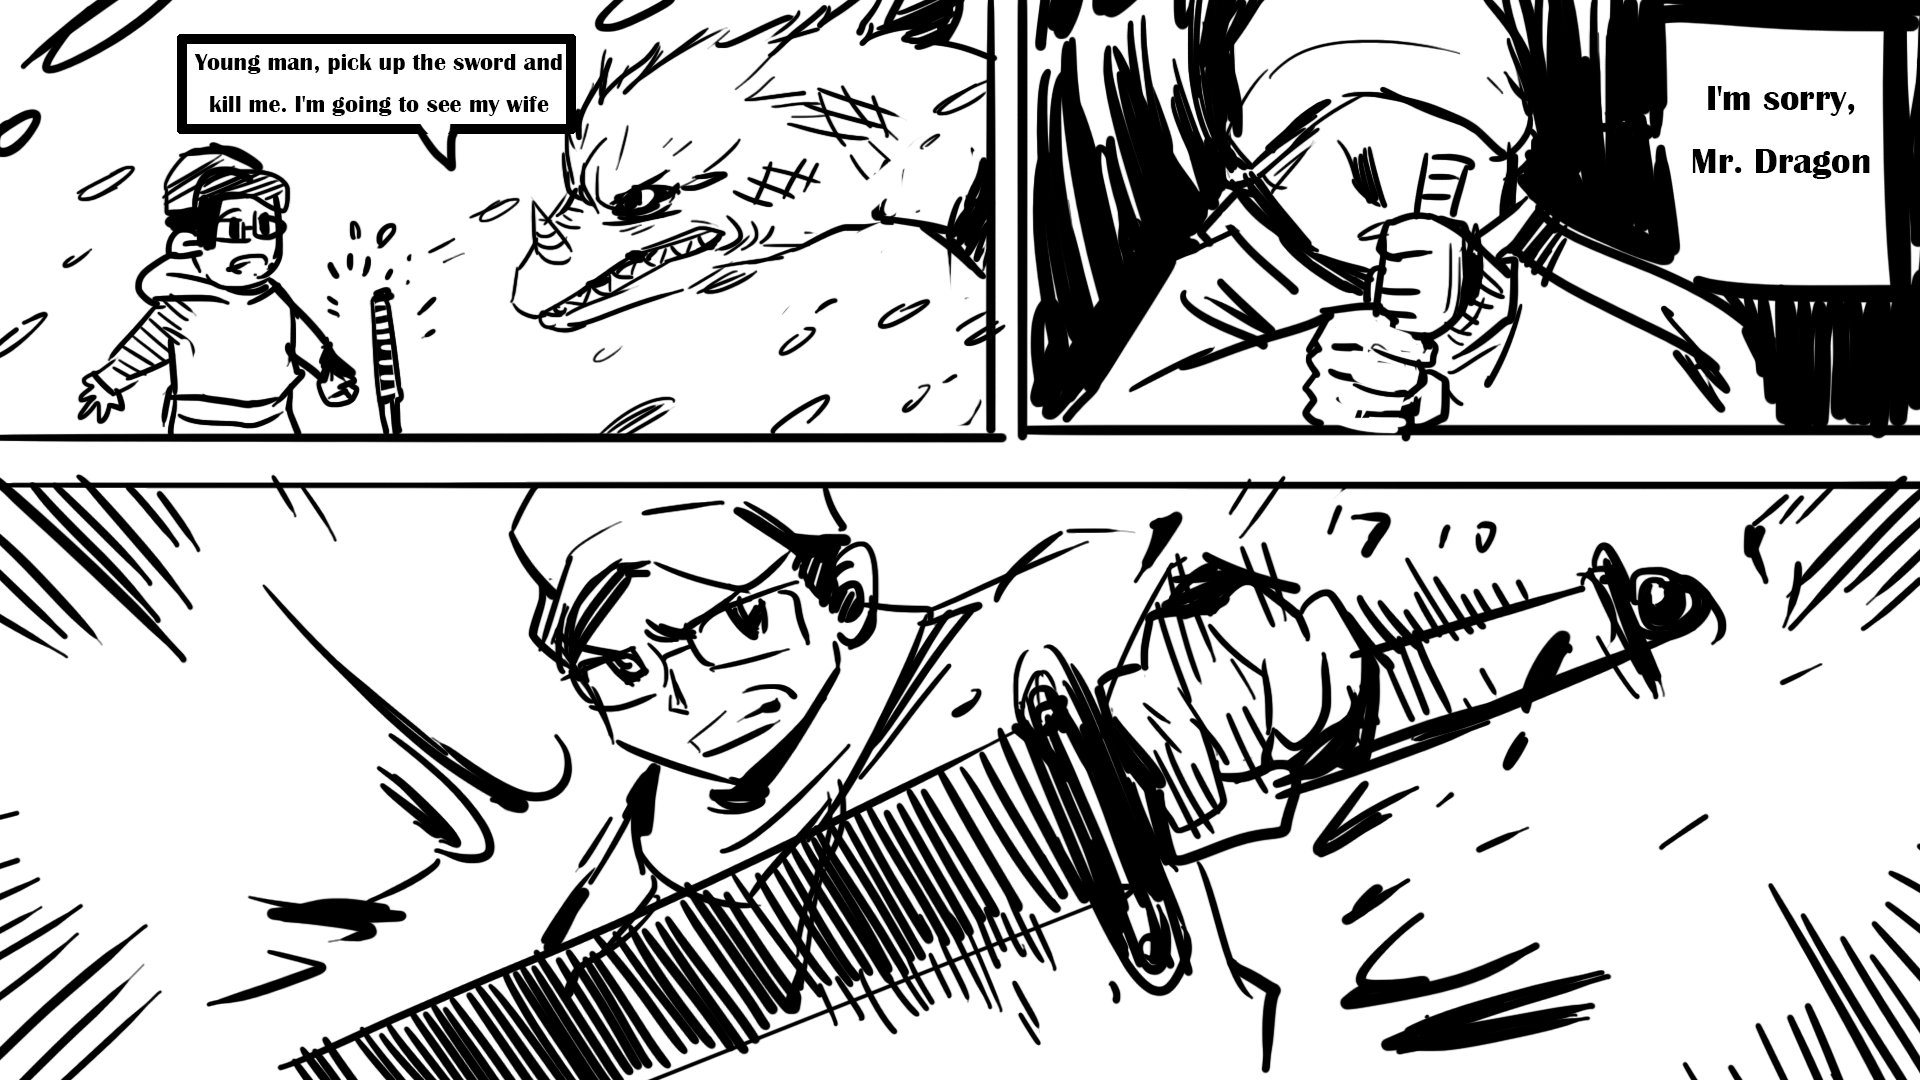 Young man, pick up the sword and
kill me. I'm going to see my wife
I'm sorry,
Mr. Dragon